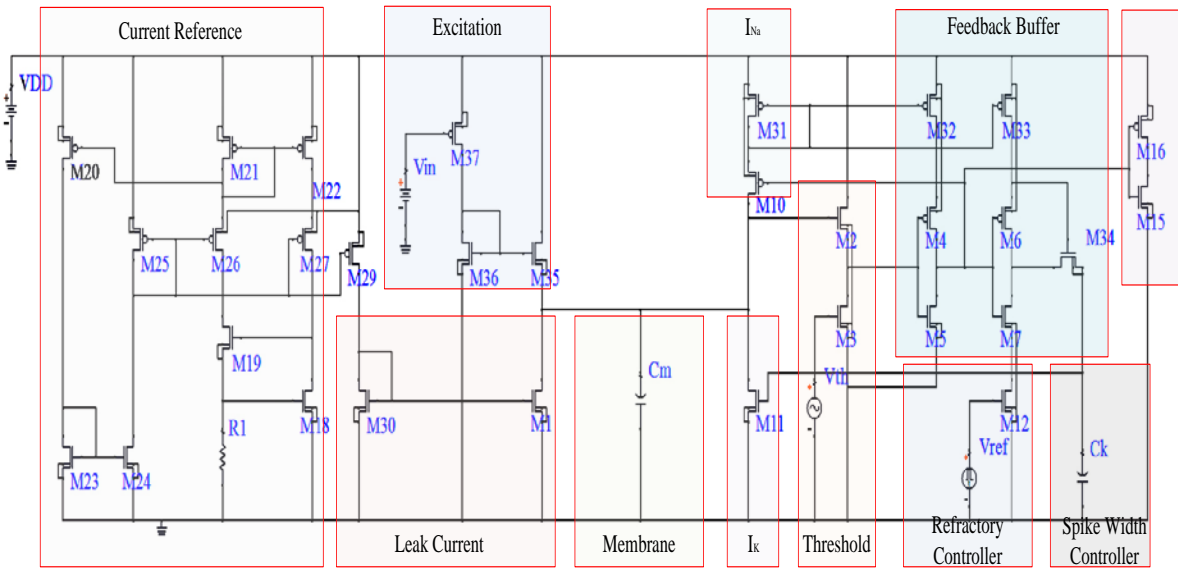 Current Reference
Excitation
INa
Feedback Buffer
VDD
M20
M21
M22
M37
Vin
M31
M32
M33
M16
M10
M15
M25
M26
M27
M29
M36
M35
M2
M4
M6
M34
M19
M3
M5
M7
Cm
Vth
R1
M18
M30
M1
M11
M12
Vref
Ck
M23
M24
Leak Current
Membrane
IK
Threshold
Refractory
Controller
Spike Width
Controller